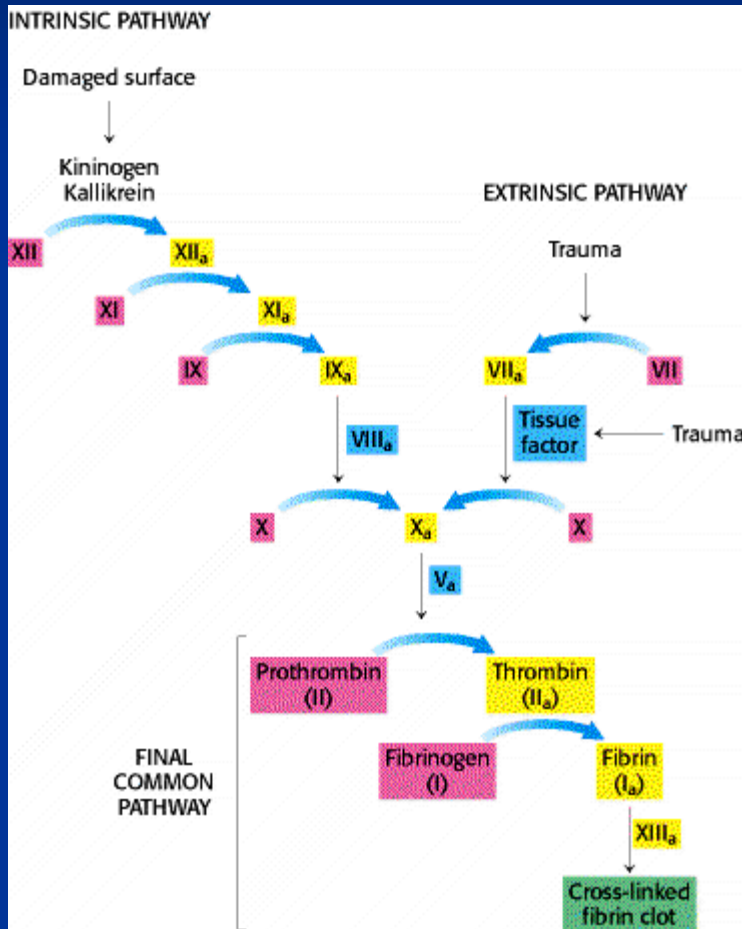 INTRINSIC PATHWAY
Damaged surface
Kininogen
Kallikrein
EXTRINSIC PATHWAY
Trauma
XII
XIIa
XI
XIa
IX
IXa
VIIa
VII
VIIIa
Tissue
factor
Trauma
X
Xa
X
Va
Prothrombin
(II)
Thrombin
(IIa)
FINAL
COMMON
PATHWAY
Fibrinogen
(I)
Fibrin
(Ia)
XIIIa
Cross-linked
fibrin clot